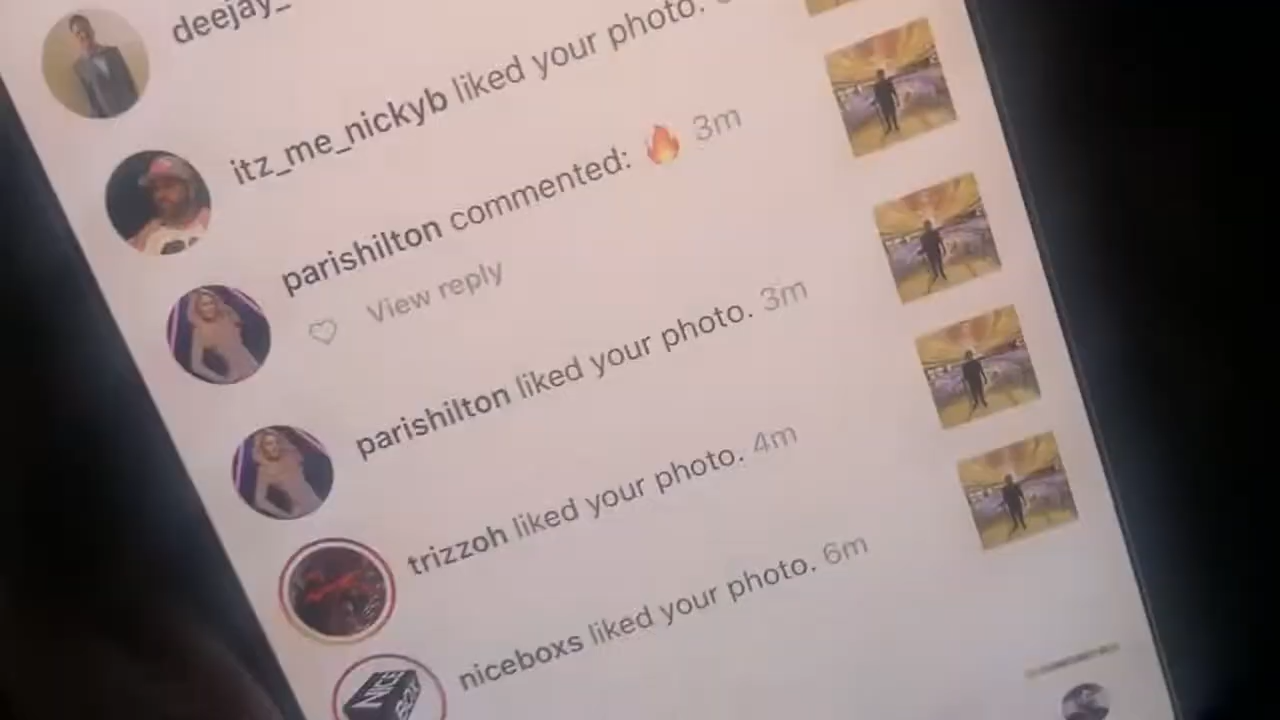 deejay_
itz_me_nickyb liked your photo.
parishilton commented: 🔥 3m
View reply
parishilton liked your photo. 3m
trizzoh liked your photo. 4m
niceboxs liked your photo. 6m
NICE